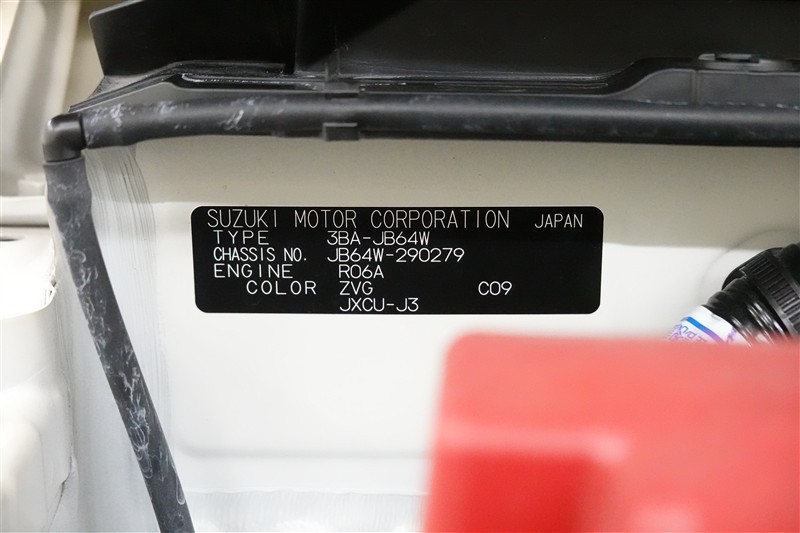 SUZUKI MOTOR CORPORATION JAPAN
TYPE 3BA-JB64W
CHASSIS NO. JB64W-290279
ENGINE R06A
COLOR ZVG C09
JXCU-J3